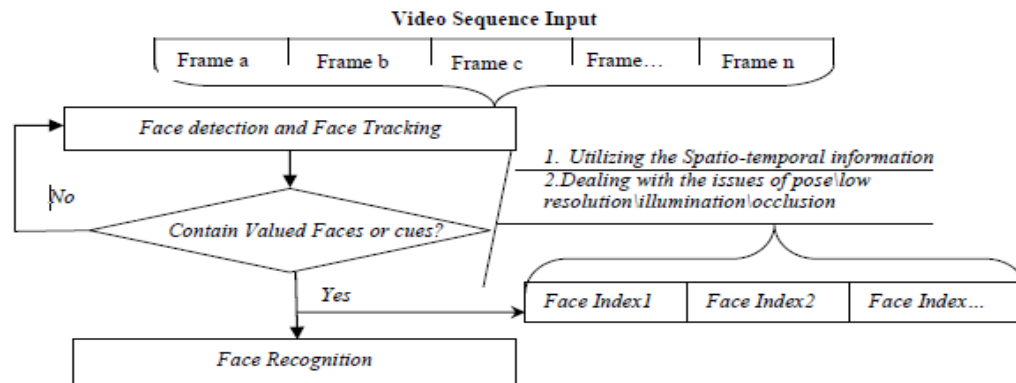 Video Sequence Input
Frame a
Frame b
Frame c
Frame…
Frame n
Face detection and Face Tracking
1. Utilizing the Spatio-temporal information
2.Dealing with the issues of pose\low
resolution\illumination\occlusion
No
Contain Valued Faces or cues?
Yes
Face Index1
Face Index2
Face Index…
Face Recognition